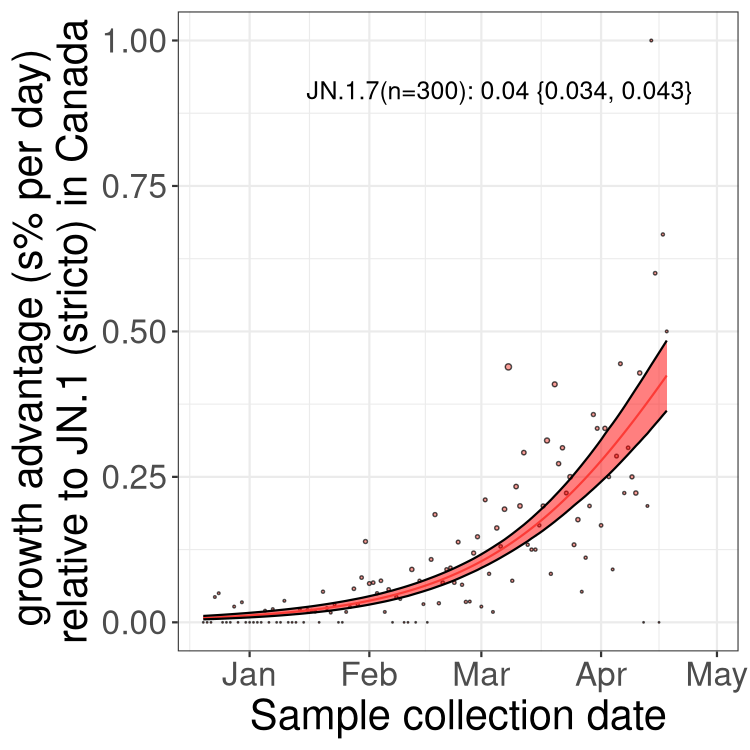 growth advantage (s% per day)
relative to JN.1 (stricto) in Canada
1.00
0.75
0.50
0.25
0.00
JN.1.7(n=300): 0.04 {0.034, 0.043}
Jan Feb Mar Apr May
Sample collection date